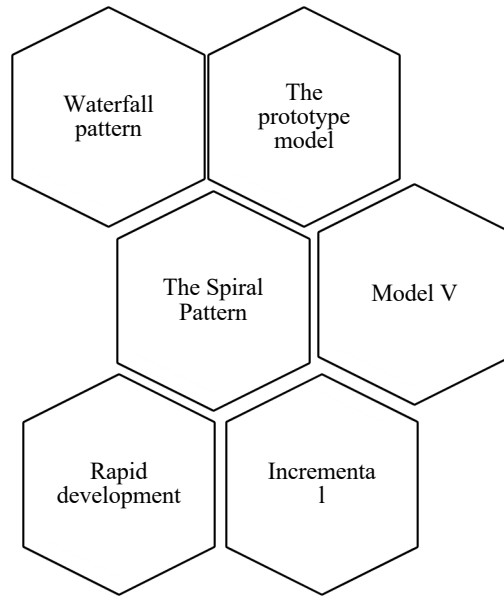 Waterfall
pattern
The
prototype
model
The Spiral
Pattern
Model V
Rapid
development
Incrementa
l